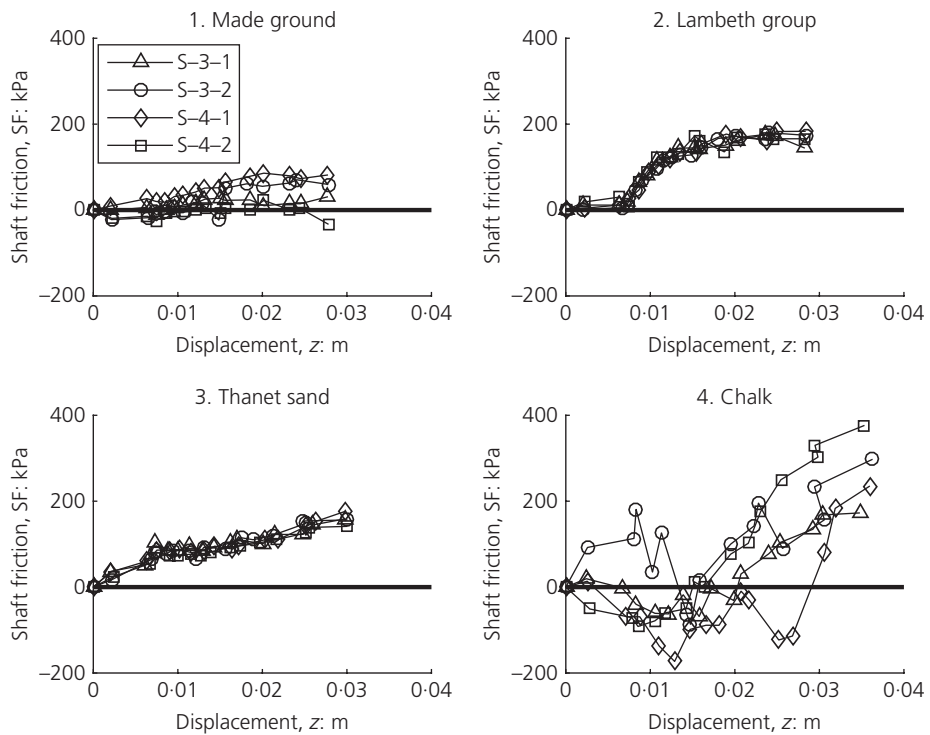 1. Made ground
400
200
0
–200
Shaft friction, SF: kPa
S–3–1
S–3–2
S–4–1
S–4–2
0
0·01
0·02
0·03
0·04
Displacement, z: m
2. Lambeth group
400
200
0
–200
Shaft friction, SF: kPa
0
0·01
0·02
0·03
0·04
Displacement, z: m
3. Thanet sand
400
200
0
–200
Shaft friction, SF: kPa
0
0·01
0·02
0·03
0·04
Displacement, z: m
4. Chalk
400
200
0
–200
Shaft friction, SF: kPa
0
0·01
0·02
0·03
0·04
Displacement, z: m